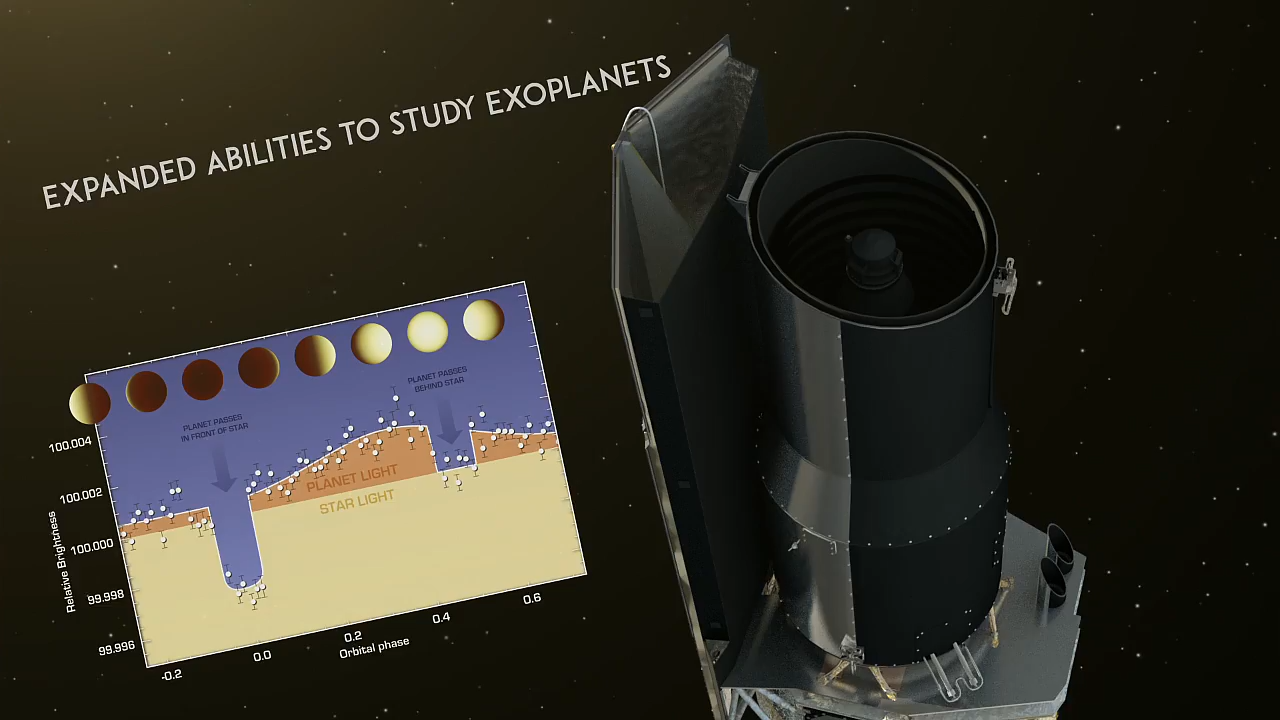 EXPANDED ABILITIES TO STUDY EXOPLANETS
PLANET PASSES
BEHIND STAR
PLANET PASSES
IN FRONT OF STAR
PLANET LIGHT
STAR LIGHT
100.004
100.002
100.000
99.998
99.996
Relative Brightness
-0.2
0.0
0.2
0.4
0.6
Orbital phase